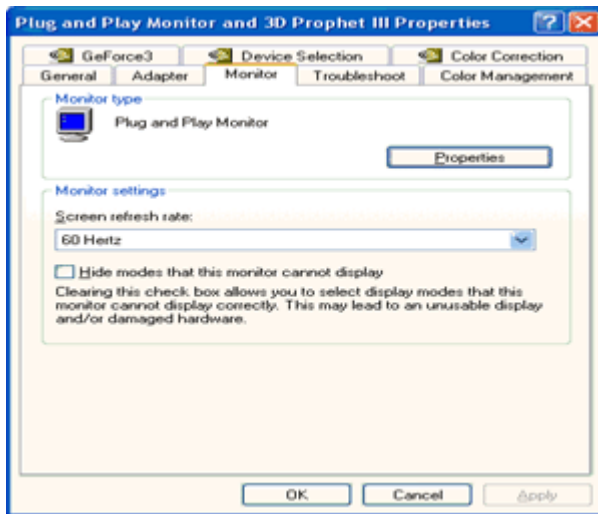 Plug and Play Monitor and 3D Prophet III Properties
GeForce3 Device Selection Color Correction
General Adapter Monitor Troubleshoot Color Management
Monitor type
Plug and Play Monitor
Properties
Monitor settings
Screen refresh rate:
60 Hertz
Hide modes that this monitor cannot display
Clearing this check box allows you to select display modes that this
monitor cannot display correctly. This may lead to an unusable display
and/or damaged hardware.
OK Cancel Apply